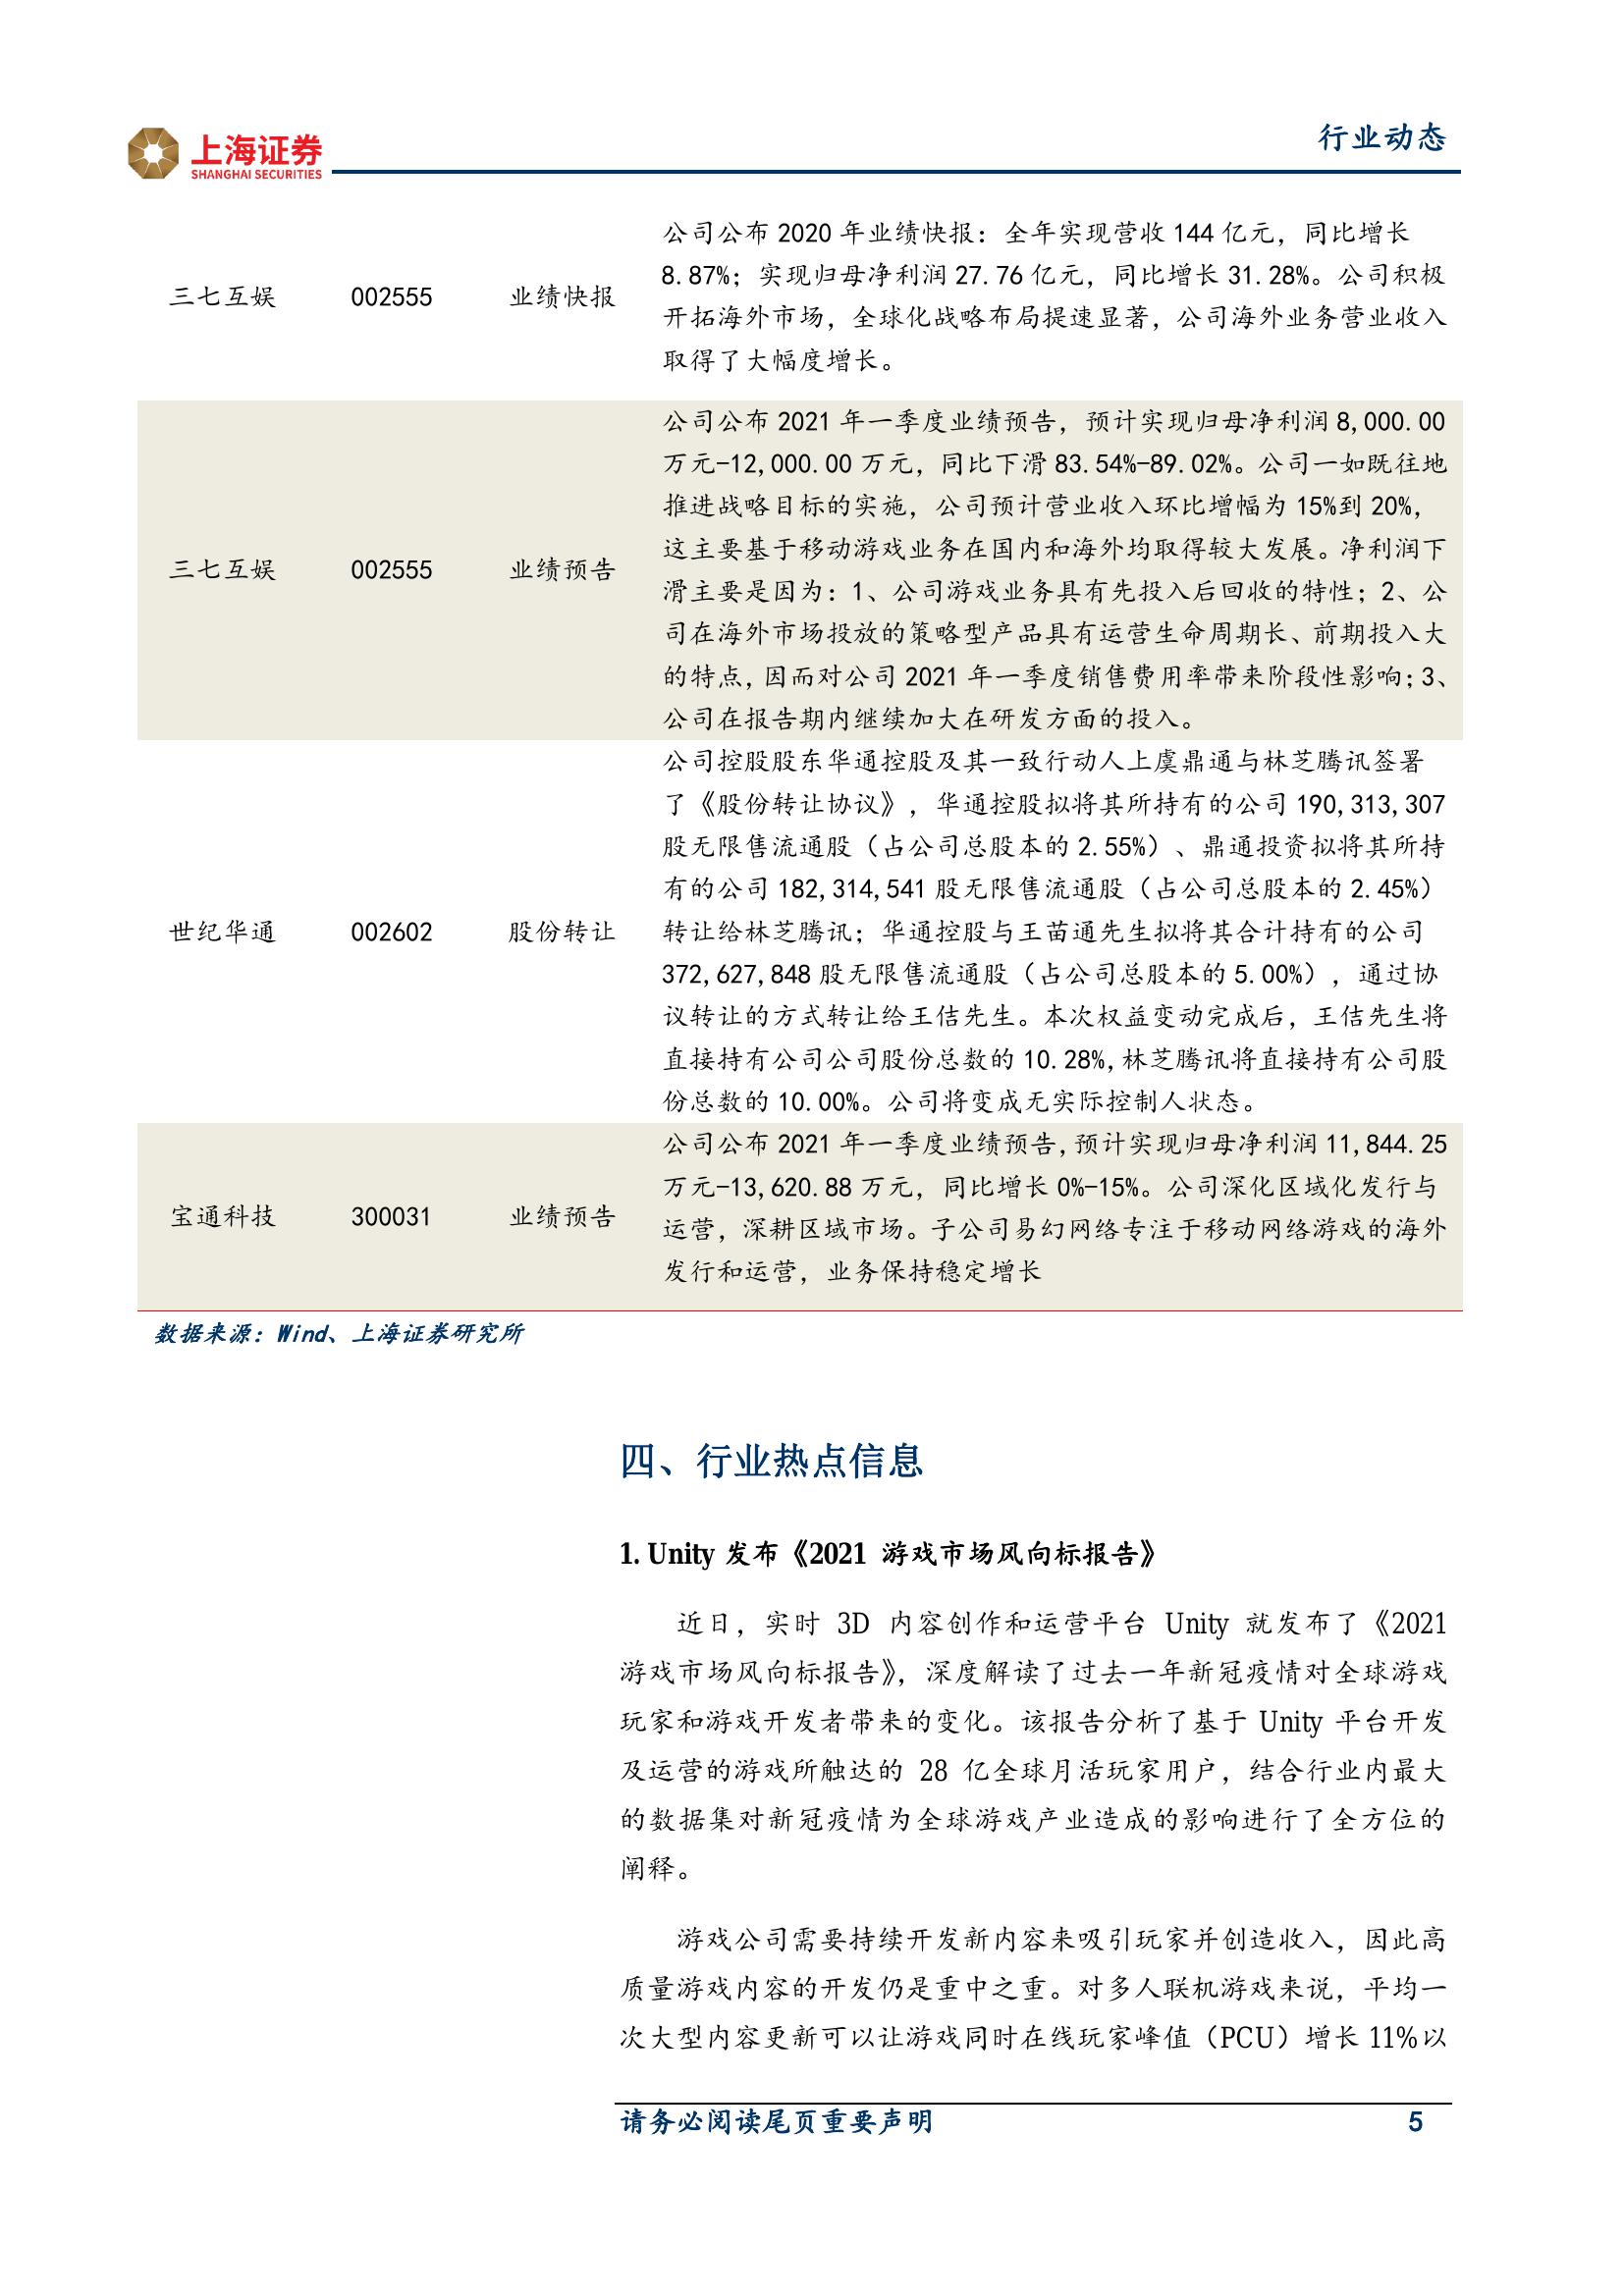 上海证券
SHANGHAI SECURITIES
行业动态
公司公布 2020 年业绩快报：全年实现营收 144 亿元，同比增长
8.87%；实现归母净利润 27.76 亿元，同比增长 31.28%。公司积极
三七互娱 002555 业绩快报
开拓海外市场，全球化战略布局提速显著，公司海外业务营业收入
取得了大幅度增长。
公司公布 2021 年一季度业绩预告，预计实现归母净利润 8,000.00
万元-12,000.00 万元，同比下滑 83.54%-89.02%。公司一如既往地
推进战略目标的实施，公司预计营业收入环比增幅为 15%到 20%，
这主要基于移动游戏业务在国内和海外均取得较大发展。净利润下
三七互娱 002555 业绩预告
滑主要是因为：1、公司游戏业务具有先投入后回收的特性；2、公
司在海外市场投放的策略型产品具有运营生命周期长、前期投入大
的特点，因而对公司 2021 年一季度销售费用率带来阶段性影响；3、
公司在报告期内继续加大在研发方面的投入。
公司控股股东华通控股及其一致行动人上虞鼎通与林芝腾讯签署
了《股份转让协议》，华通控股拟将其所持有的公司 190,313,307
股无限售流通股（占公司总股本的 2.55%）、鼎通投资拟将其所持
有的公司 182,314,541 股无限售流通股（占公司总股本的 2.45%）
世纪华通 002602 股份转让 转让给林芝腾讯；华通控股与王苗通先生拟将其合计持有的公司
372,627,848 股无限售流通股（占公司总股本的 5.00%），通过协
议转让的方式转让给王佶先生。本次权益变动完成后，王佶先生将
直接持有公司公司股份总数的 10.28%,林芝腾讯将直接持有公司股
份总数的 10.00%。公司将变成无实际控制人状态。
公司公布 2021 年一季度业绩预告,预计实现归母净利润 11,844.25
万元-13,620.88 万元，同比增长 0%-15%。公司深化区域化发行与
宝通科技 300031 业绩预告
运营，深耕区域市场。子公司易幻网络专注于移动网络游戏的海外
发行和运营，业务保持稳定增长
数据来源：Wind、上海证券研究所
四、行业热点信息
1. Unity 发布《2021 游戏市场风向标报告》
近日，实时 3D 内容创作和运营平台 Unity 就发布了《2021
游戏市场风向标报告》，深度解读了过去一年新冠疫情对全球游戏
玩家和游戏开发者带来的变化。该报告分析了基于 Unity 平台开发
及运营的游戏所触达的 28 亿全球月活玩家用户，结合行业内最大
的数据集对新冠疫情为全球游戏产业造成的影响进行了全方位的
阐释。
游戏公司需要持续开发新内容来吸引玩家并创造收入，因此高
质量游戏内容的开发仍是重中之重。对多人联机游戏来说，平均一
次大型内容更新可以让游戏同时在线玩家峰值（PCU）增长 11%以
请务必阅读尾页重要声明 5